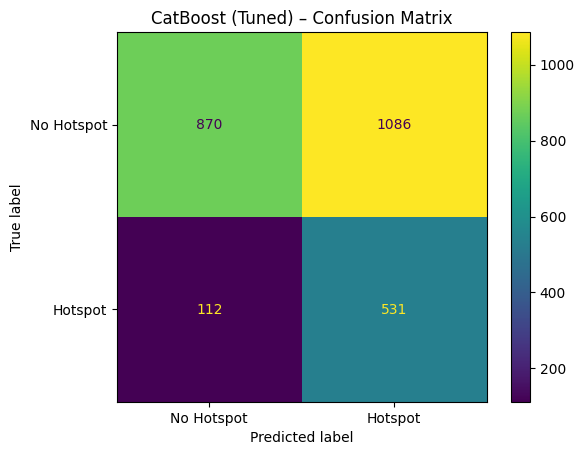 CatBoost (Tuned) – Confusion Matrix
True label
No Hotspot
Hotspot
870
1086
112
531
No Hotspot
Hotspot
Predicted label
1000
800
600
400
200